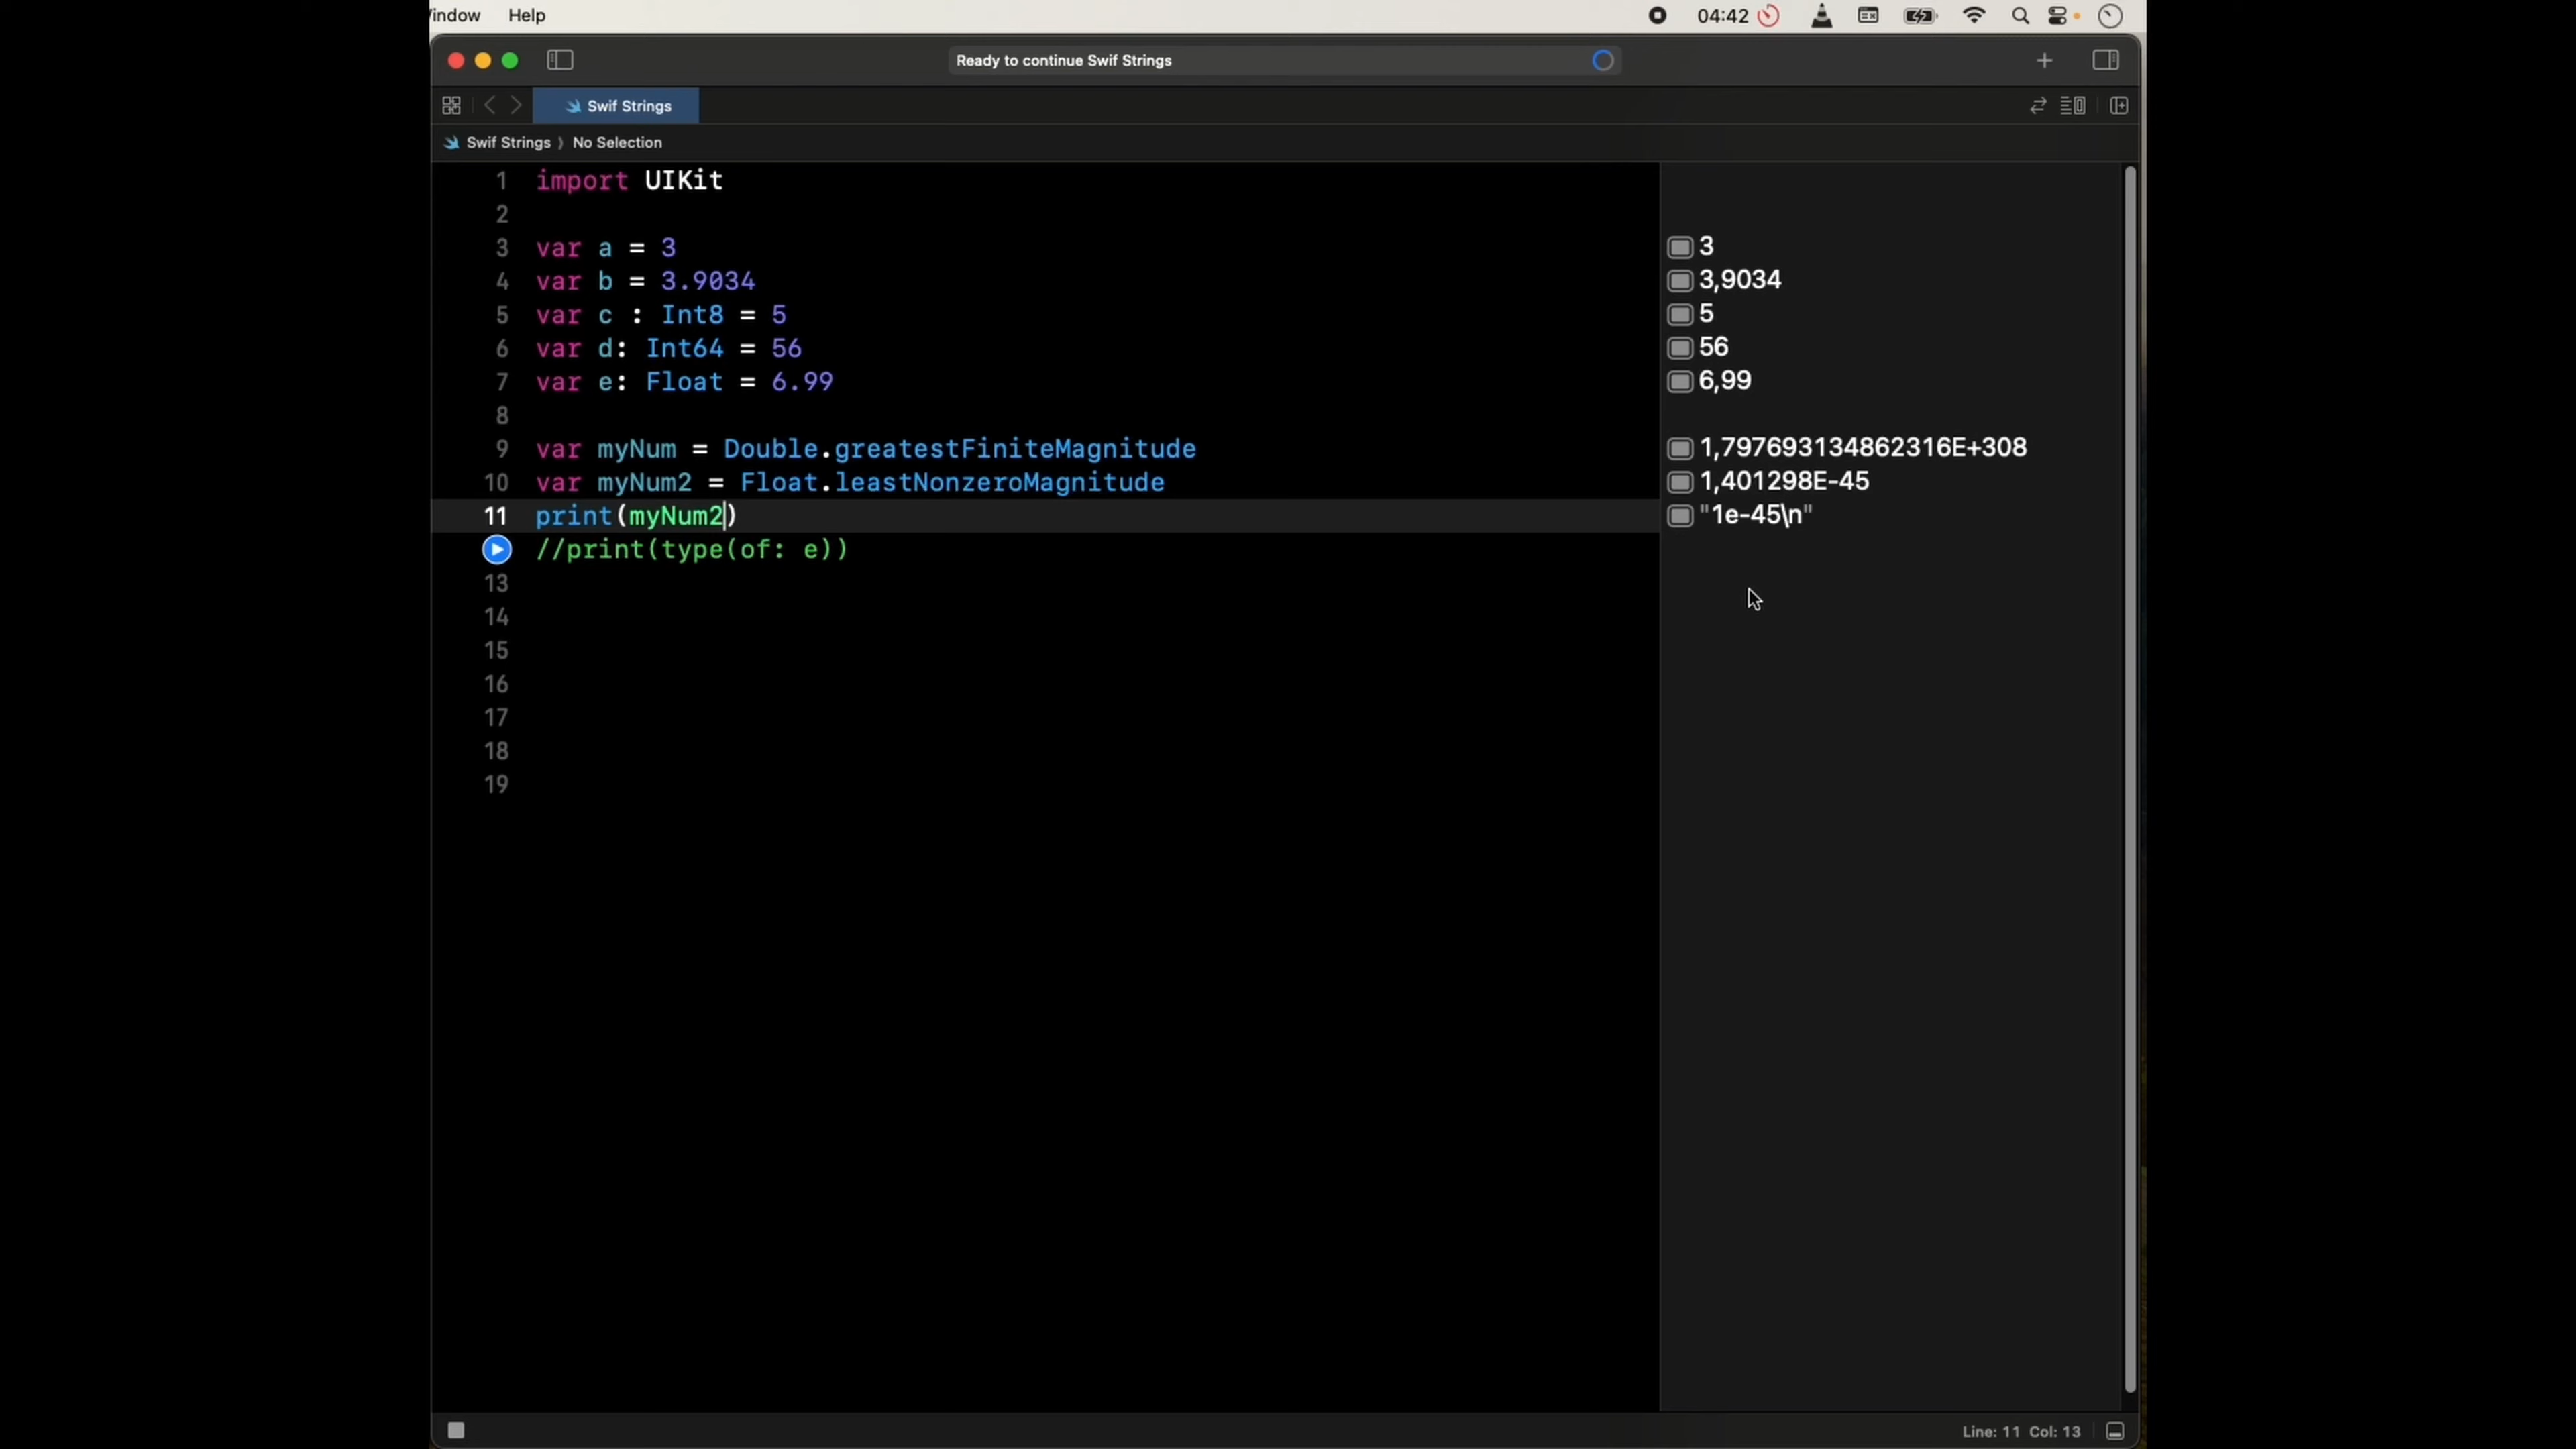 Window Help 04:42
Ready to continue Swif Strings
Swif Strings
Swif Strings 〉 No Selection
1 import UIKit
2
3 var a = 3 3
4 var b = 3.9034 3,9034
5 var c : Int8 = 5 5
6 var d: Int64 = 56 56
7 var e: Float = 6.99 6,99
8
9 var myNum = Double.greatestFiniteMagnitude 1,797693134862316E+308
10 var myNum2 = Float.leastNonzeroMagnitude 1,401298E-45
11 print(myNum2) "1e-45\n"
//print(type(of: e))
13
14
15
16
17
18
19
Line: 11 Col: 13